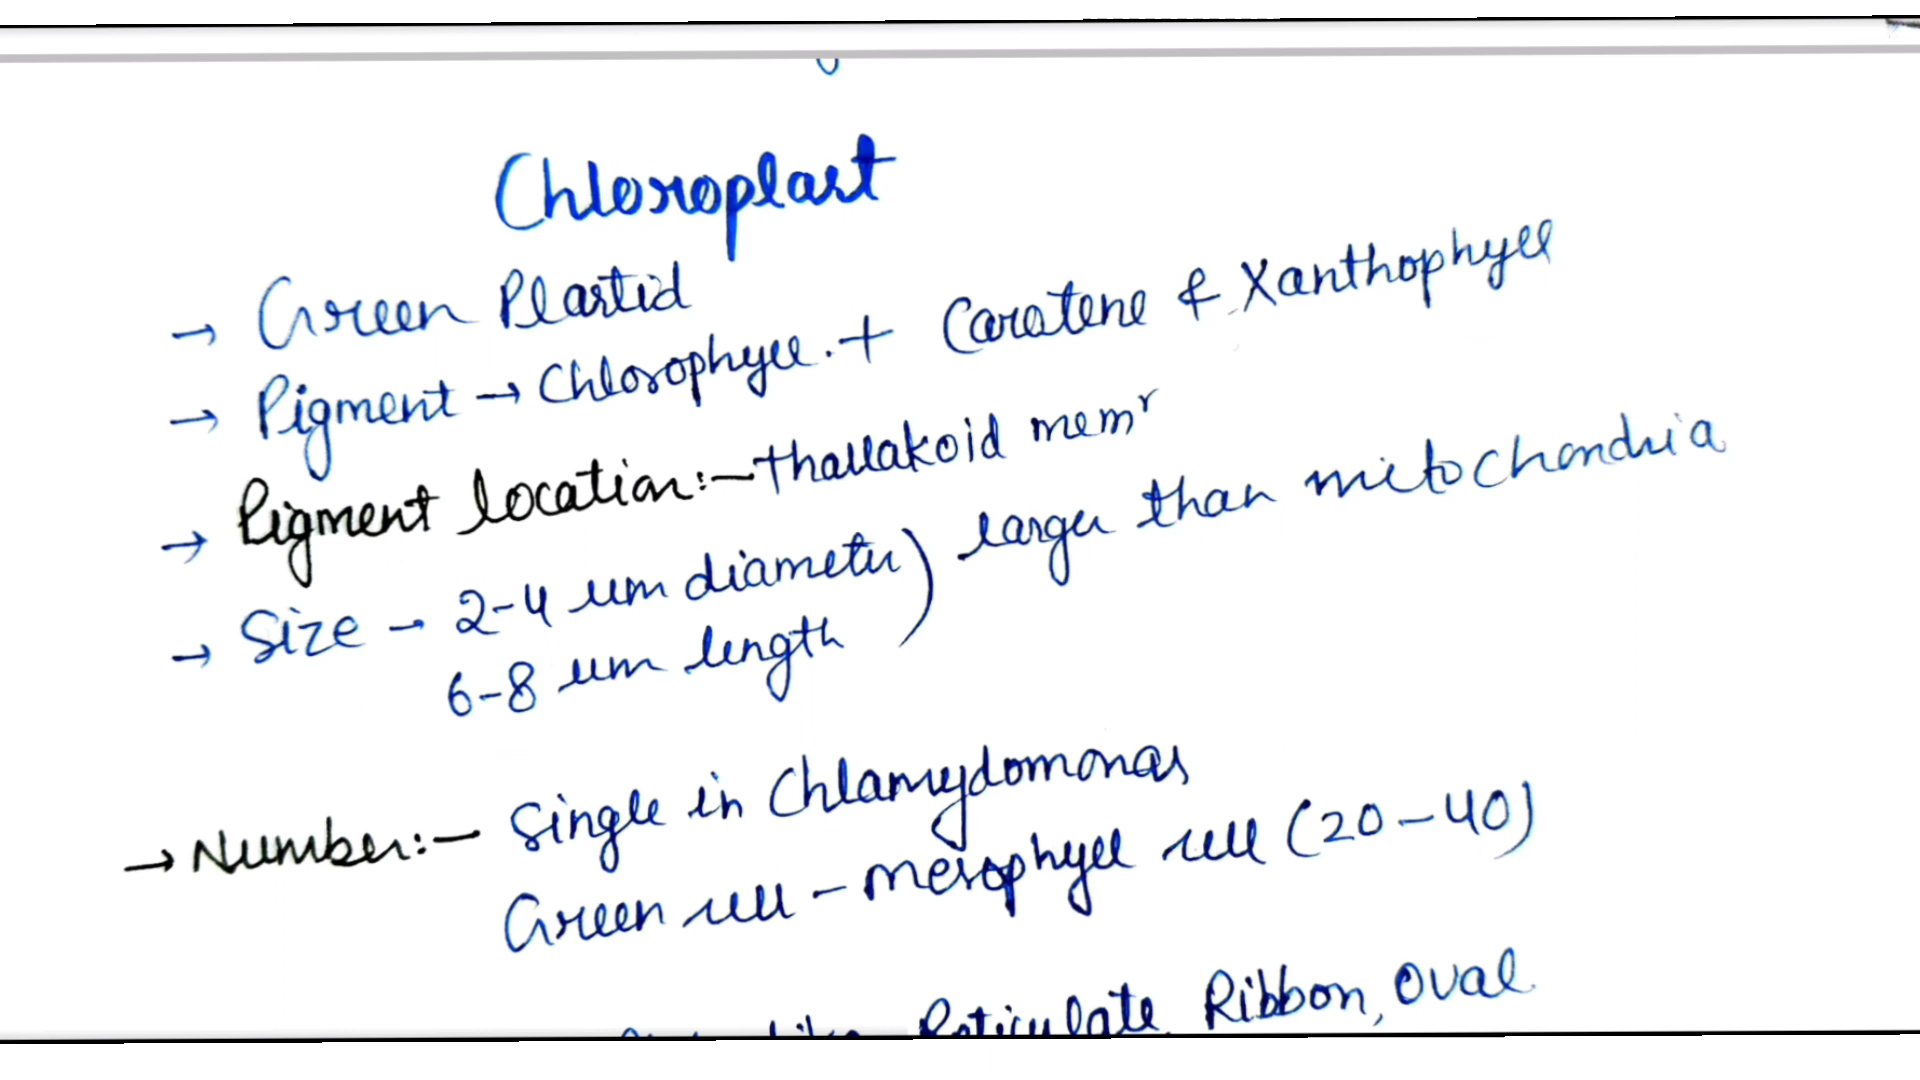 Chloroplast
→ Green Plastid
→ Pigment → Chlorophyll + Caratene & Xanthophyll
→ Pigment location:- thallakoid memr
→ Size - 2-4 um diameter) larger than mitochondria
6-8 um length
→ Number:- Single in Chlamydomonas
Green cell - mesophyll cell (20-40)
Reticulate Ribbon, Oval